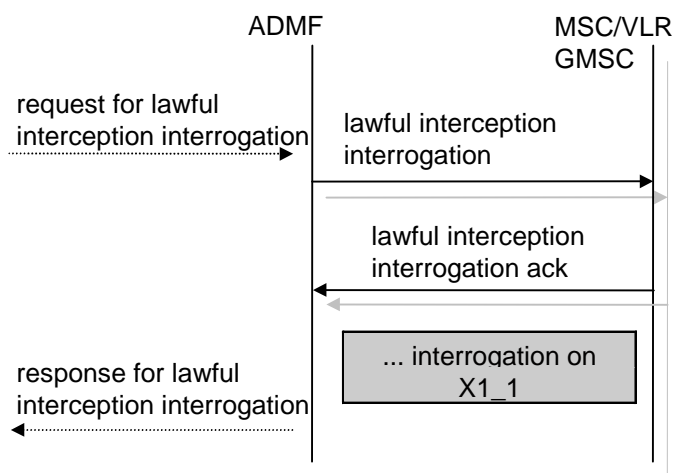 ADMF
MSC/VLR
GMSC
request for lawful
interception interrogation
lawful interception
interrogation
lawful interception
interrogation ack
... interrogation on
X1_1
response for lawful
interception interrogation